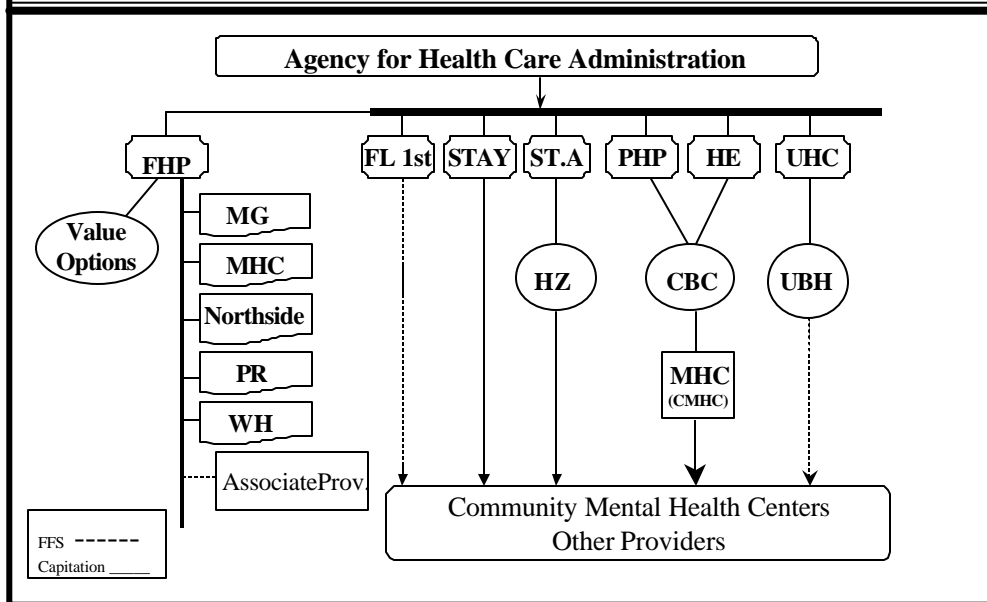 Agency for Health Care Administration
FHP
FL 1st
STAY
ST.A
PHP
HE
UHC
Value
Options
MG
MHC
Northside
PR
WH
AssociateProv.
HZ
CBC
UBH
MHC
(CMHC)
Community Mental Health Centers
Other Providers
FFS ------
Capitation _____